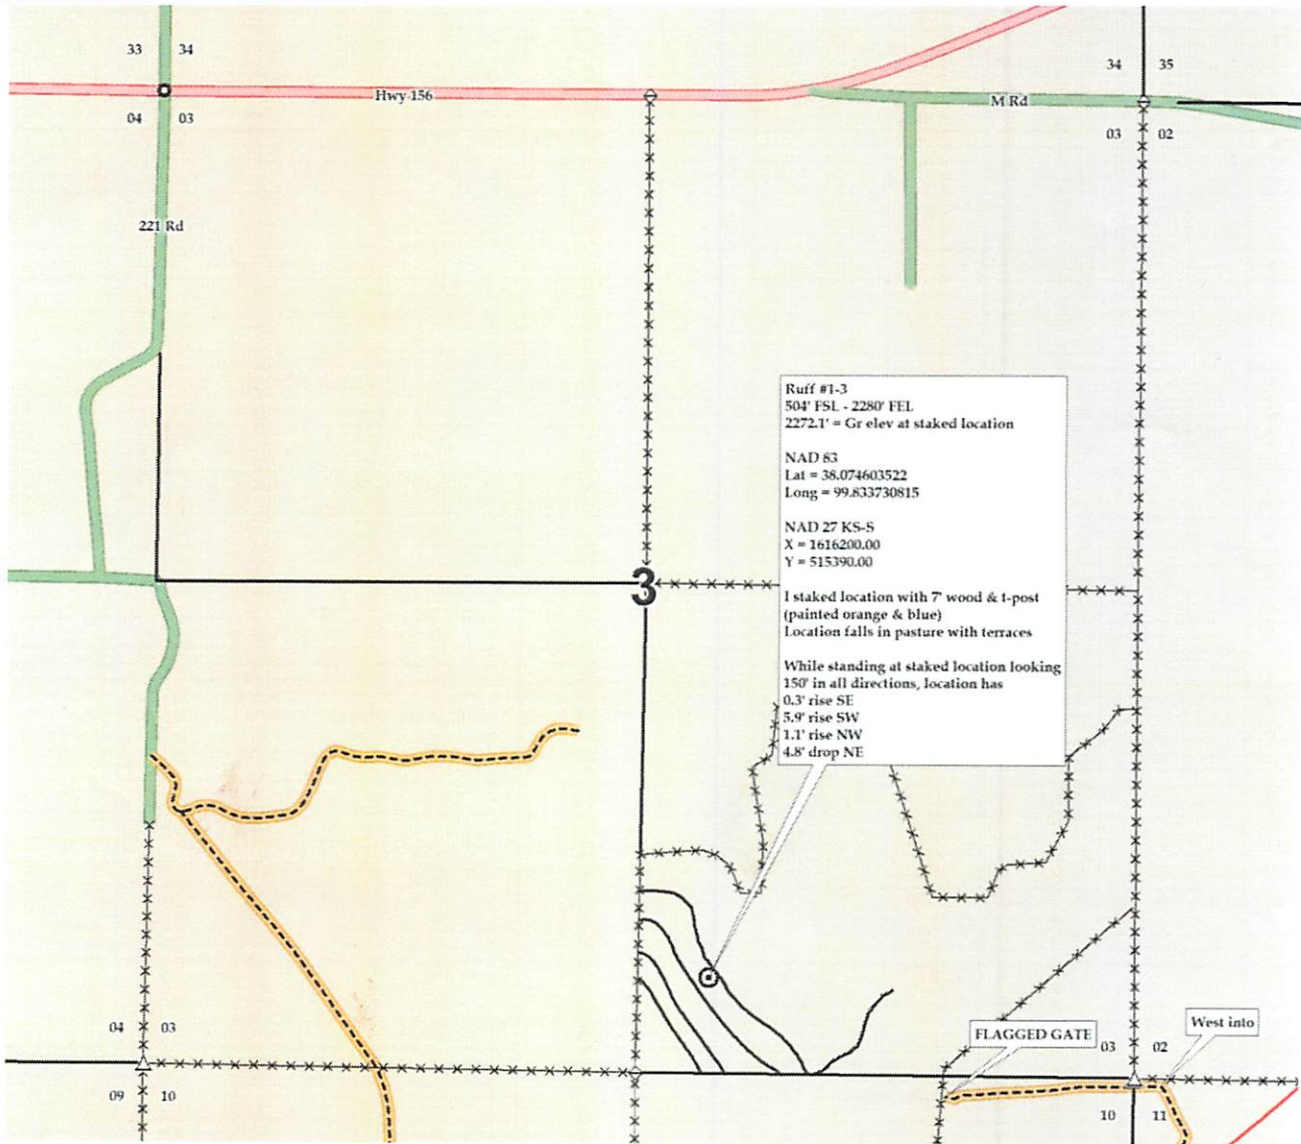 33 34
34 35
Hwy 156
M Rd
04 03
03 02
221 Rd
Ruff #1-3
504' FSL - 2280' FEL
2272.1' = Gr elev at staked location
NAD 83
Lat = 38.074603522
Long = 99.833730815
NAD 27 KS-S
X = 1616200.00
Y = 515390.00
3
I staked location with 7' wood & t-post
(painted orange & blue)
Location falls in pasture with terraces
While standing at staked location looking
150' in all directions, location has
0.3' rise SE
5.9' rise SW
1.1' rise NW
4.8' drop NE
West into
04 03
FLAGGED GATE
03 02
09 10
10 11